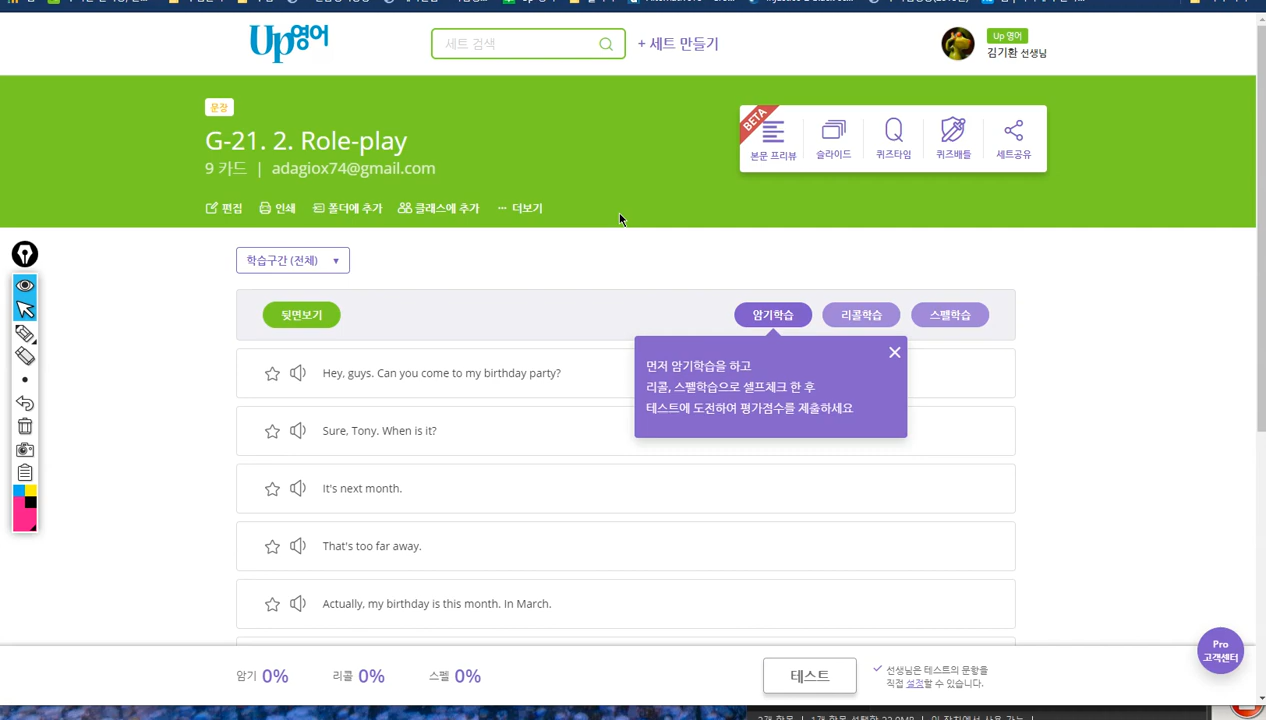 Up영어
세트 검색
+ 세트 만들기
Up 영어
김기환 선생님
문장
G-21. 2. Role-play
9 카드 | adagiox74@gmail.com
BETA
본문 프리뷰
슬라이드
퀴즈타임
퀴즈배틀
세트공유
편집
인쇄
폴더에 추가
클래스에 추가
··· 더보기
학습구간 (전체) ▼
뒷면보기
암기학습
리콜학습
스펠학습
먼저 암기학습을 하고
리콜, 스펠학습으로 셀프체크 한 후
테스트에 도전하여 평가점수를 제출하세요
Hey, guys. Can you come to my birthday party?
Sure, Tony. When is it?
It's next month.
That's too far away.
Actually, my birthday is this month. In March.
암기 0%
리콜 0%
스펠 0%
테스트
선생님은 테스트의 문항을
직접 설정할 수 있습니다.
Pro
고객센터